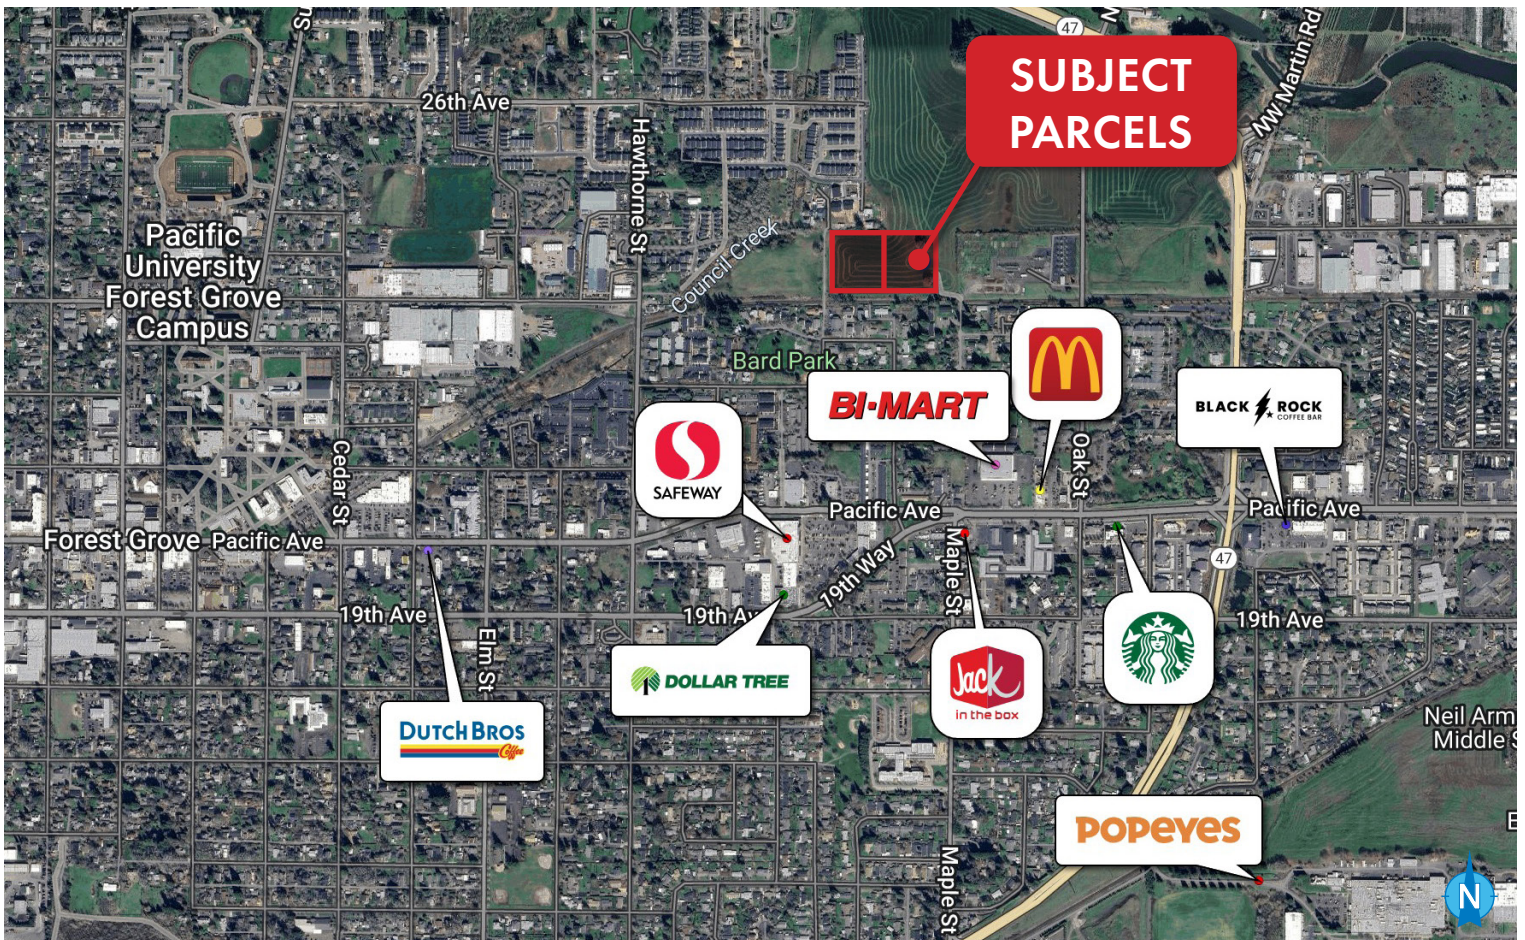 47
NW Martin Rd
SUBJECT
PARCELS
26th Ave
Hawthorne St
Council Creek
Pacific
University
Forest Grove
Campus
Bard Park
BI-MART
BLACK ROCK
COFFEE BAR
SAFEWAY
Cedar St
Oak St
Pacific Ave
Pacific Ave
Forest Grove
Pacific Ave
19th Way
Maple St
47
19th Ave
19th Av
19th Ave
Elm St
DOLLAR TREE
Jack
in the box
DUTCH BROS
Coffee
Neil Arm
Middle S
POPEYES
Maple St
E
N